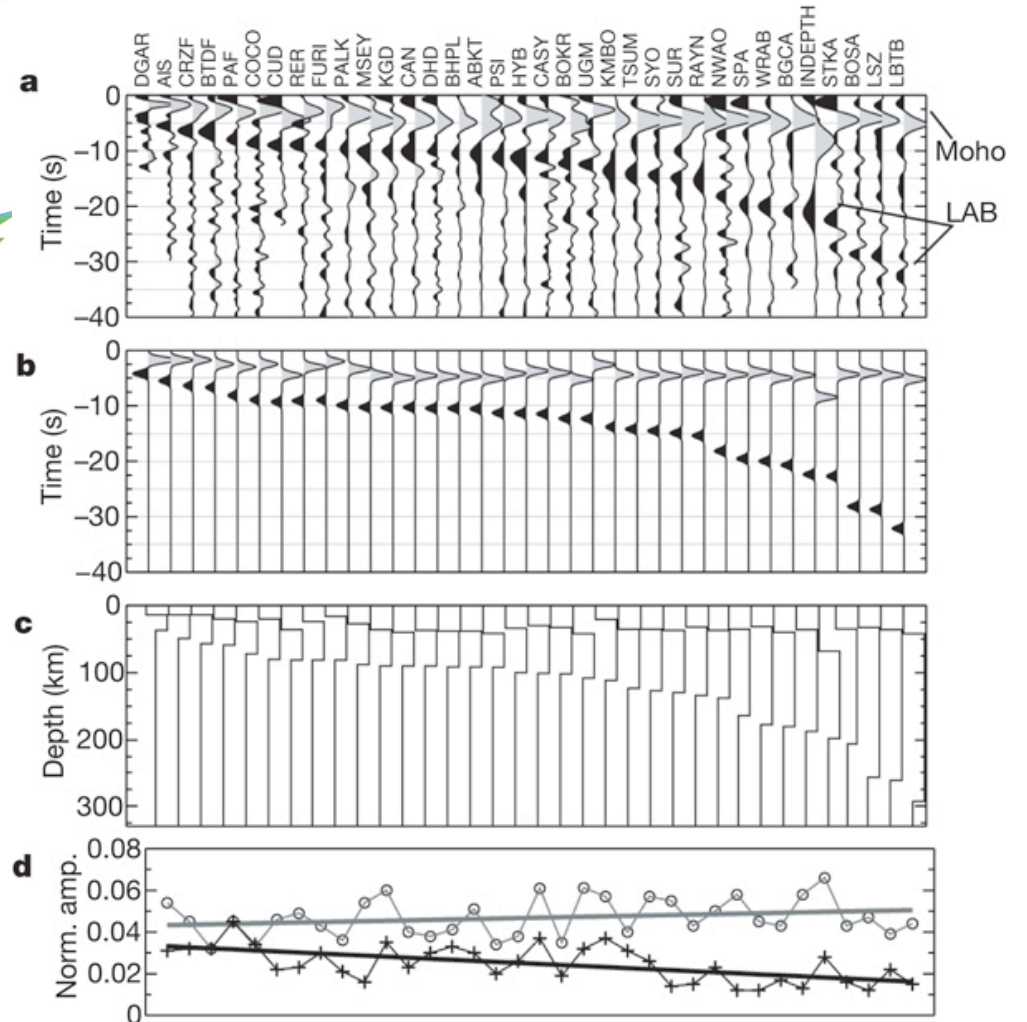 DGAR
AIS
CRZF
BTDF
PAF
COCO
CUD
RER
FURI
PALK
MSEY
KGD
CAN
DHD
BHPL
ABKT
PSI
HYB
CASY
BOKR
UGM
KMBO
TSUM
SYO
SUR
RAYN
NWAO
SPA
WRAB
BGCA
INDEPTH
STKA
BOSA
LSZ
LBTB
a
Time (s)
0
−10
−20
−30
−40
Moho
LAB
b
Time (s)
0
−10
−20
−30
−40
c
Depth (km)
0
100
200
300
d
Norm. amp.
0.08
0.06
0.04
0.02
0